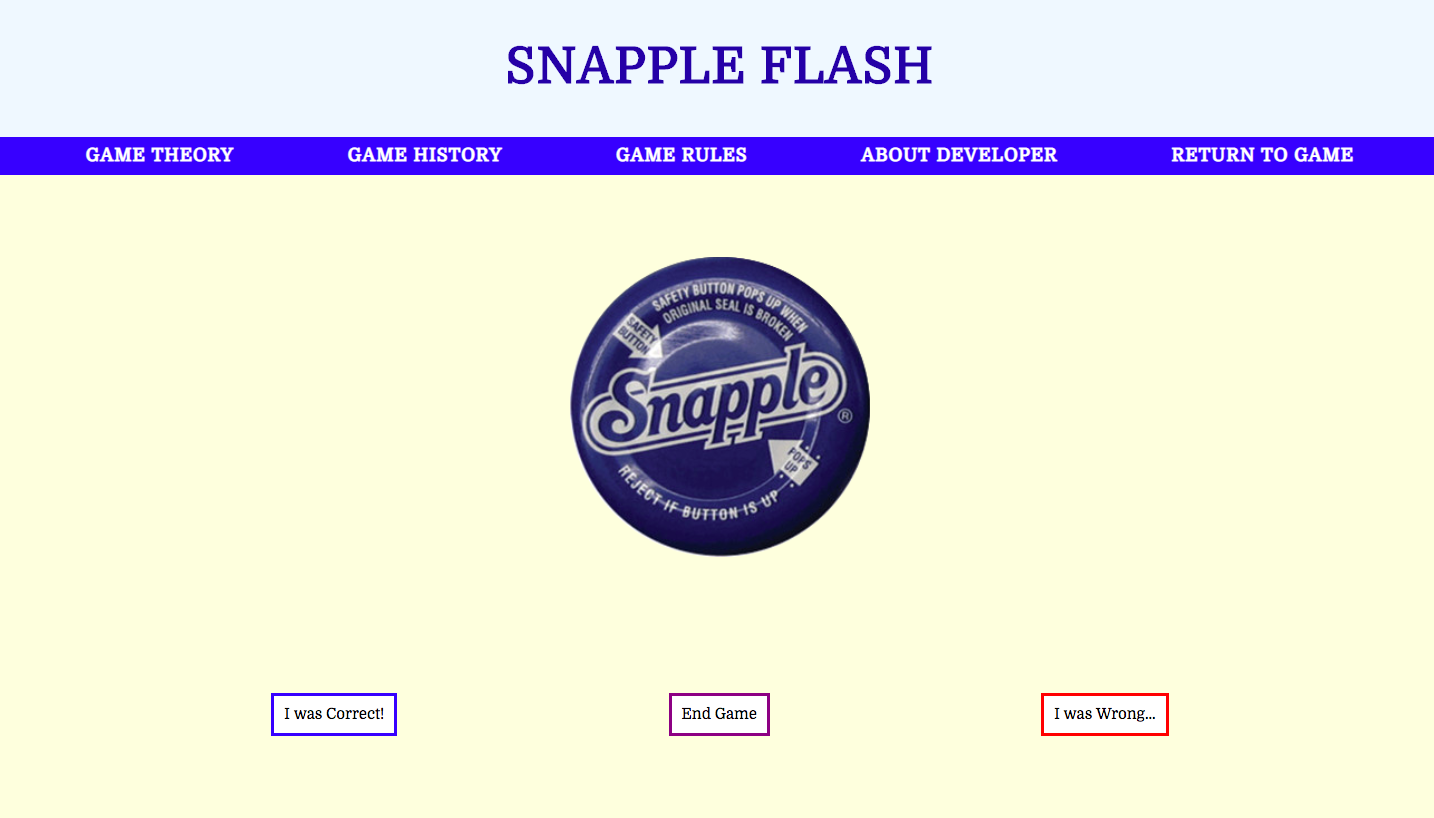 SNAPPLE FLASH
GAME THEORY GAME HISTORY GAME RULES ABOUT DEVELOPER RETURN TO GAME
SAFETY BUTTON POPS UP WHEN
ORIGINAL SEAL IS BROKEN
SAFETY
BUTTON
Snapple
®
POPS
UP
REJECT IF BUTTON IS UP
I was Correct! End Game I was Wrong...